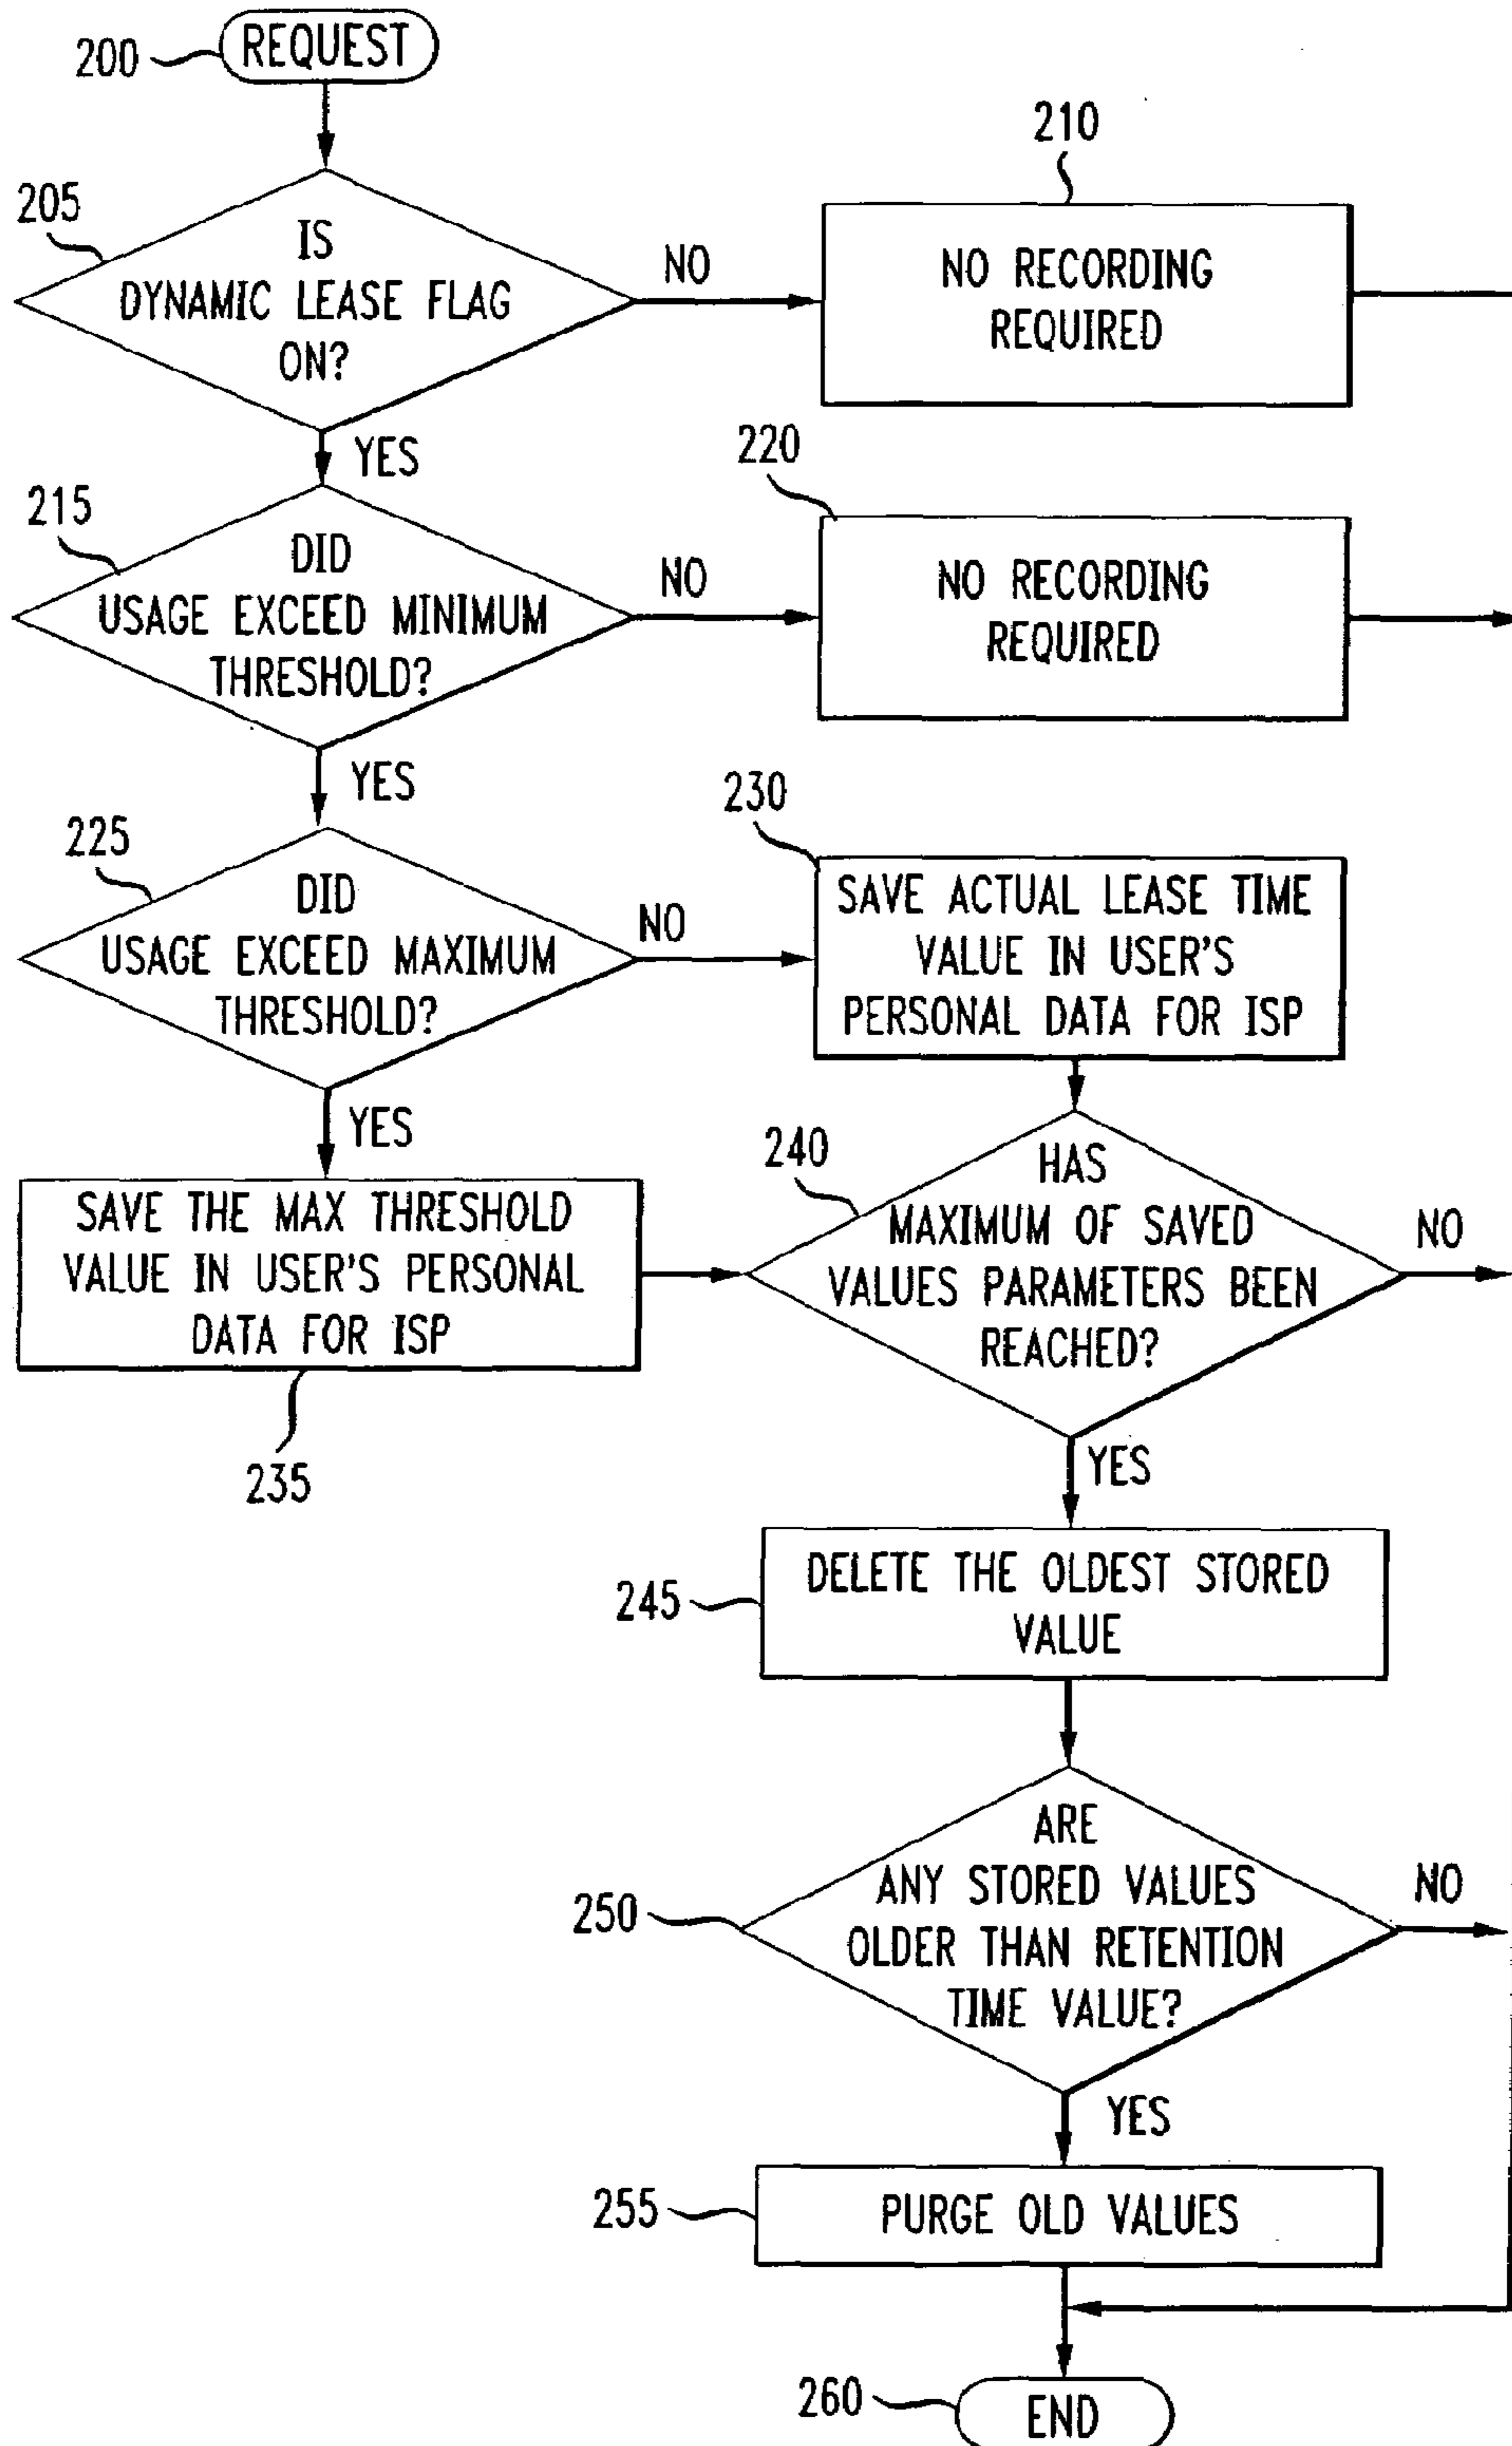 200
REQUEST
210
205
IS
DYNAMIC LEASE FLAG
ON?
NO
NO RECORDING
REQUIRED
YES
220
215
DID
USAGE EXCEED MINIMUM
THRESHOLD?
NO
NO RECORDING
REQUIRED
YES
230
225
DID
USAGE EXCEED MAXIMUM
THRESHOLD?
NO
SAVE ACTUAL LEASE TIME
VALUE IN USER'S
PERSONAL DATA FOR ISP
YES
SAVE THE MAX THRESHOLD
VALUE IN USER'S PERSONAL
DATA FOR ISP
235
240
HAS
MAXIMUM OF SAVED
VALUES PARAMETERS BEEN
REACHED?
NO
YES
245
DELETE THE OLDEST STORED
VALUE
250
ARE
ANY STORED VALUES
OLDER THAN RETENTION
TIME VALUE?
NO
YES
255
PURGE OLD VALUES
260
END